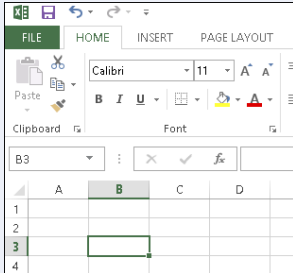 FILE HOME INSERT PAGE LAYOUT
Calibri 11 A A
Paste B I U A
Clipboard Font
B3 fx
A B C D
1
2
3
4